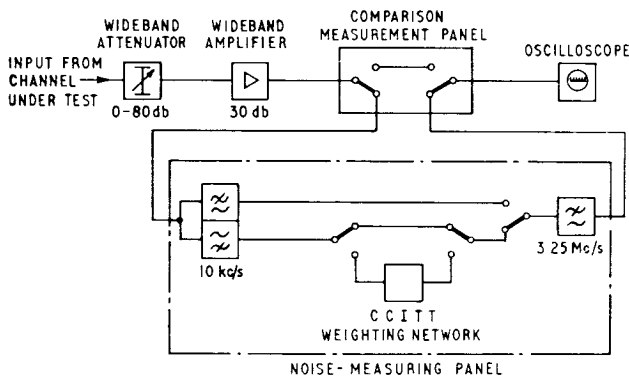 COMPARISON
MEASUREMENT PANEL
WIDEBAND
ATTENUATOR
WIDEBAND
AMPLIFIER
OSCILLOSCOPE
INPUT FROM
CHANNEL
UNDER TEST
0-80db
30 db
10 kc/s
3 25 Mc/s
C C I T T
WEIGHTING NETWORK
NOISE-MEASURING PANEL